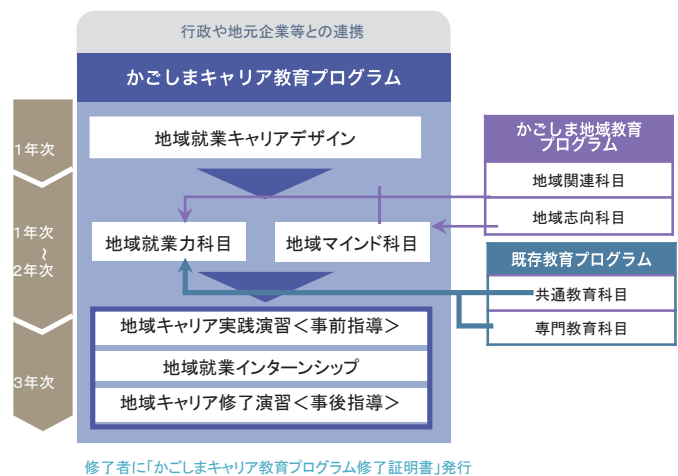 行政や地元企業等との連携
かごしまキャリア教育プログラム
1年次
地域就業キャリアデザイン
かごしま地域教育
プログラム
地域関連科目
地域志向科目
1年次
～
2年次
地域就業力科目
地域マインド科目
既存教育プログラム
共通教育科目
専門教育科目
3年次
地域キャリア実践演習＜事前指導＞
地域就業インターンシップ
地域キャリア修了演習＜事後指導＞
修了者に「かごしまキャリア教育プログラム修了証明書」発行